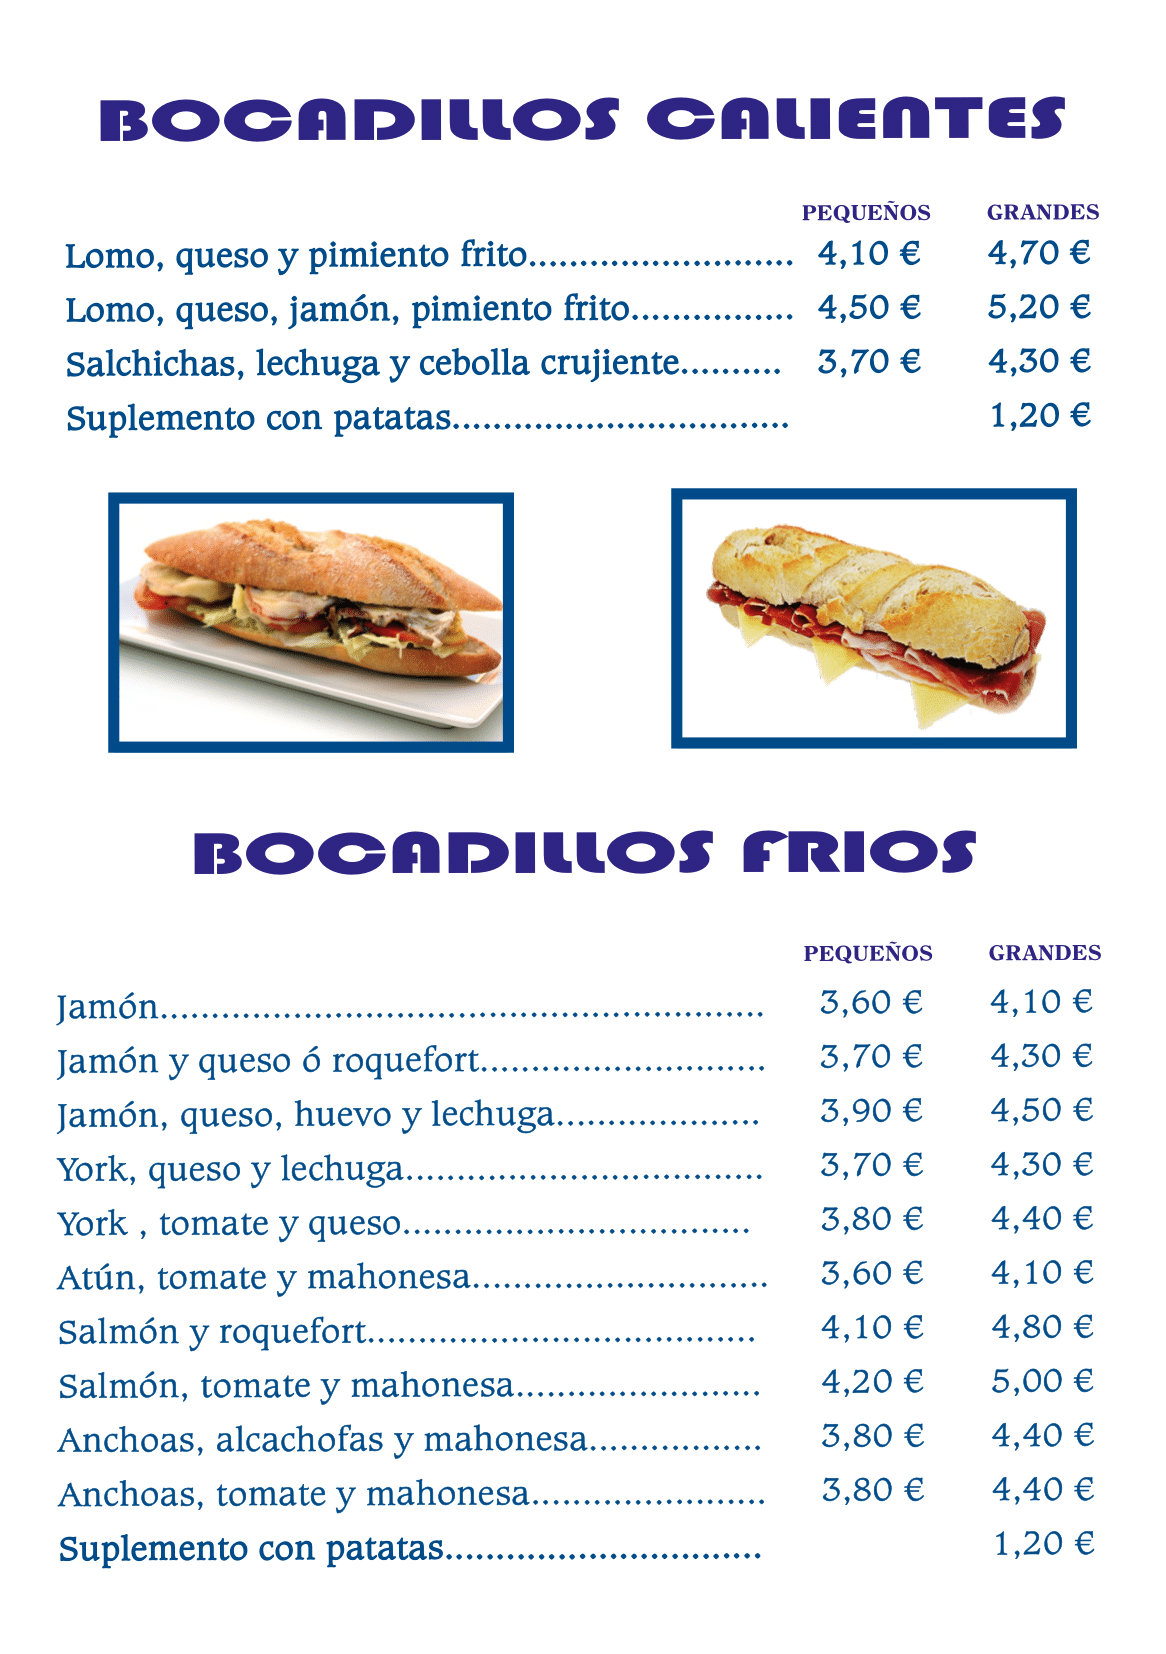 BOCADILLOS CALIENTES
PEQUEÑOS GRANDES
Lomo, queso y pimiento frito.......................... 4,10 € 4,70 €
Lomo, queso, jamón, pimiento frito................ 4,50 € 5,20 €
Salchichas, lechuga y cebolla crujiente.......... 3,70 € 4,30 €
Suplemento con patatas................................. 1,20 €
BOCADILLOS FRIOS
PEQUEÑOS GRANDES
Jamón........................................................... 3,60 € 4,10 €
Jamón y queso ó roquefort............................ 3,70 € 4,30 €
Jamón, queso, huevo y lechuga.................... 3,90 € 4,50 €
York, queso y lechuga................................... 3,70 € 4,30 €
York , tomate y queso.................................. 3,80 € 4,40 €
Atún, tomate y mahonesa............................. 3,60 € 4,10 €
Salmón y roquefort...................................... 4,10 € 4,80 €
Salmón, tomate y mahonesa........................ 4,20 € 5,00 €
Anchoas, alcachofas y mahonesa................. 3,80 € 4,40 €
Anchoas, tomate y mahonesa....................... 3,80 € 4,40 €
Suplemento con patatas............................... 1,20 €